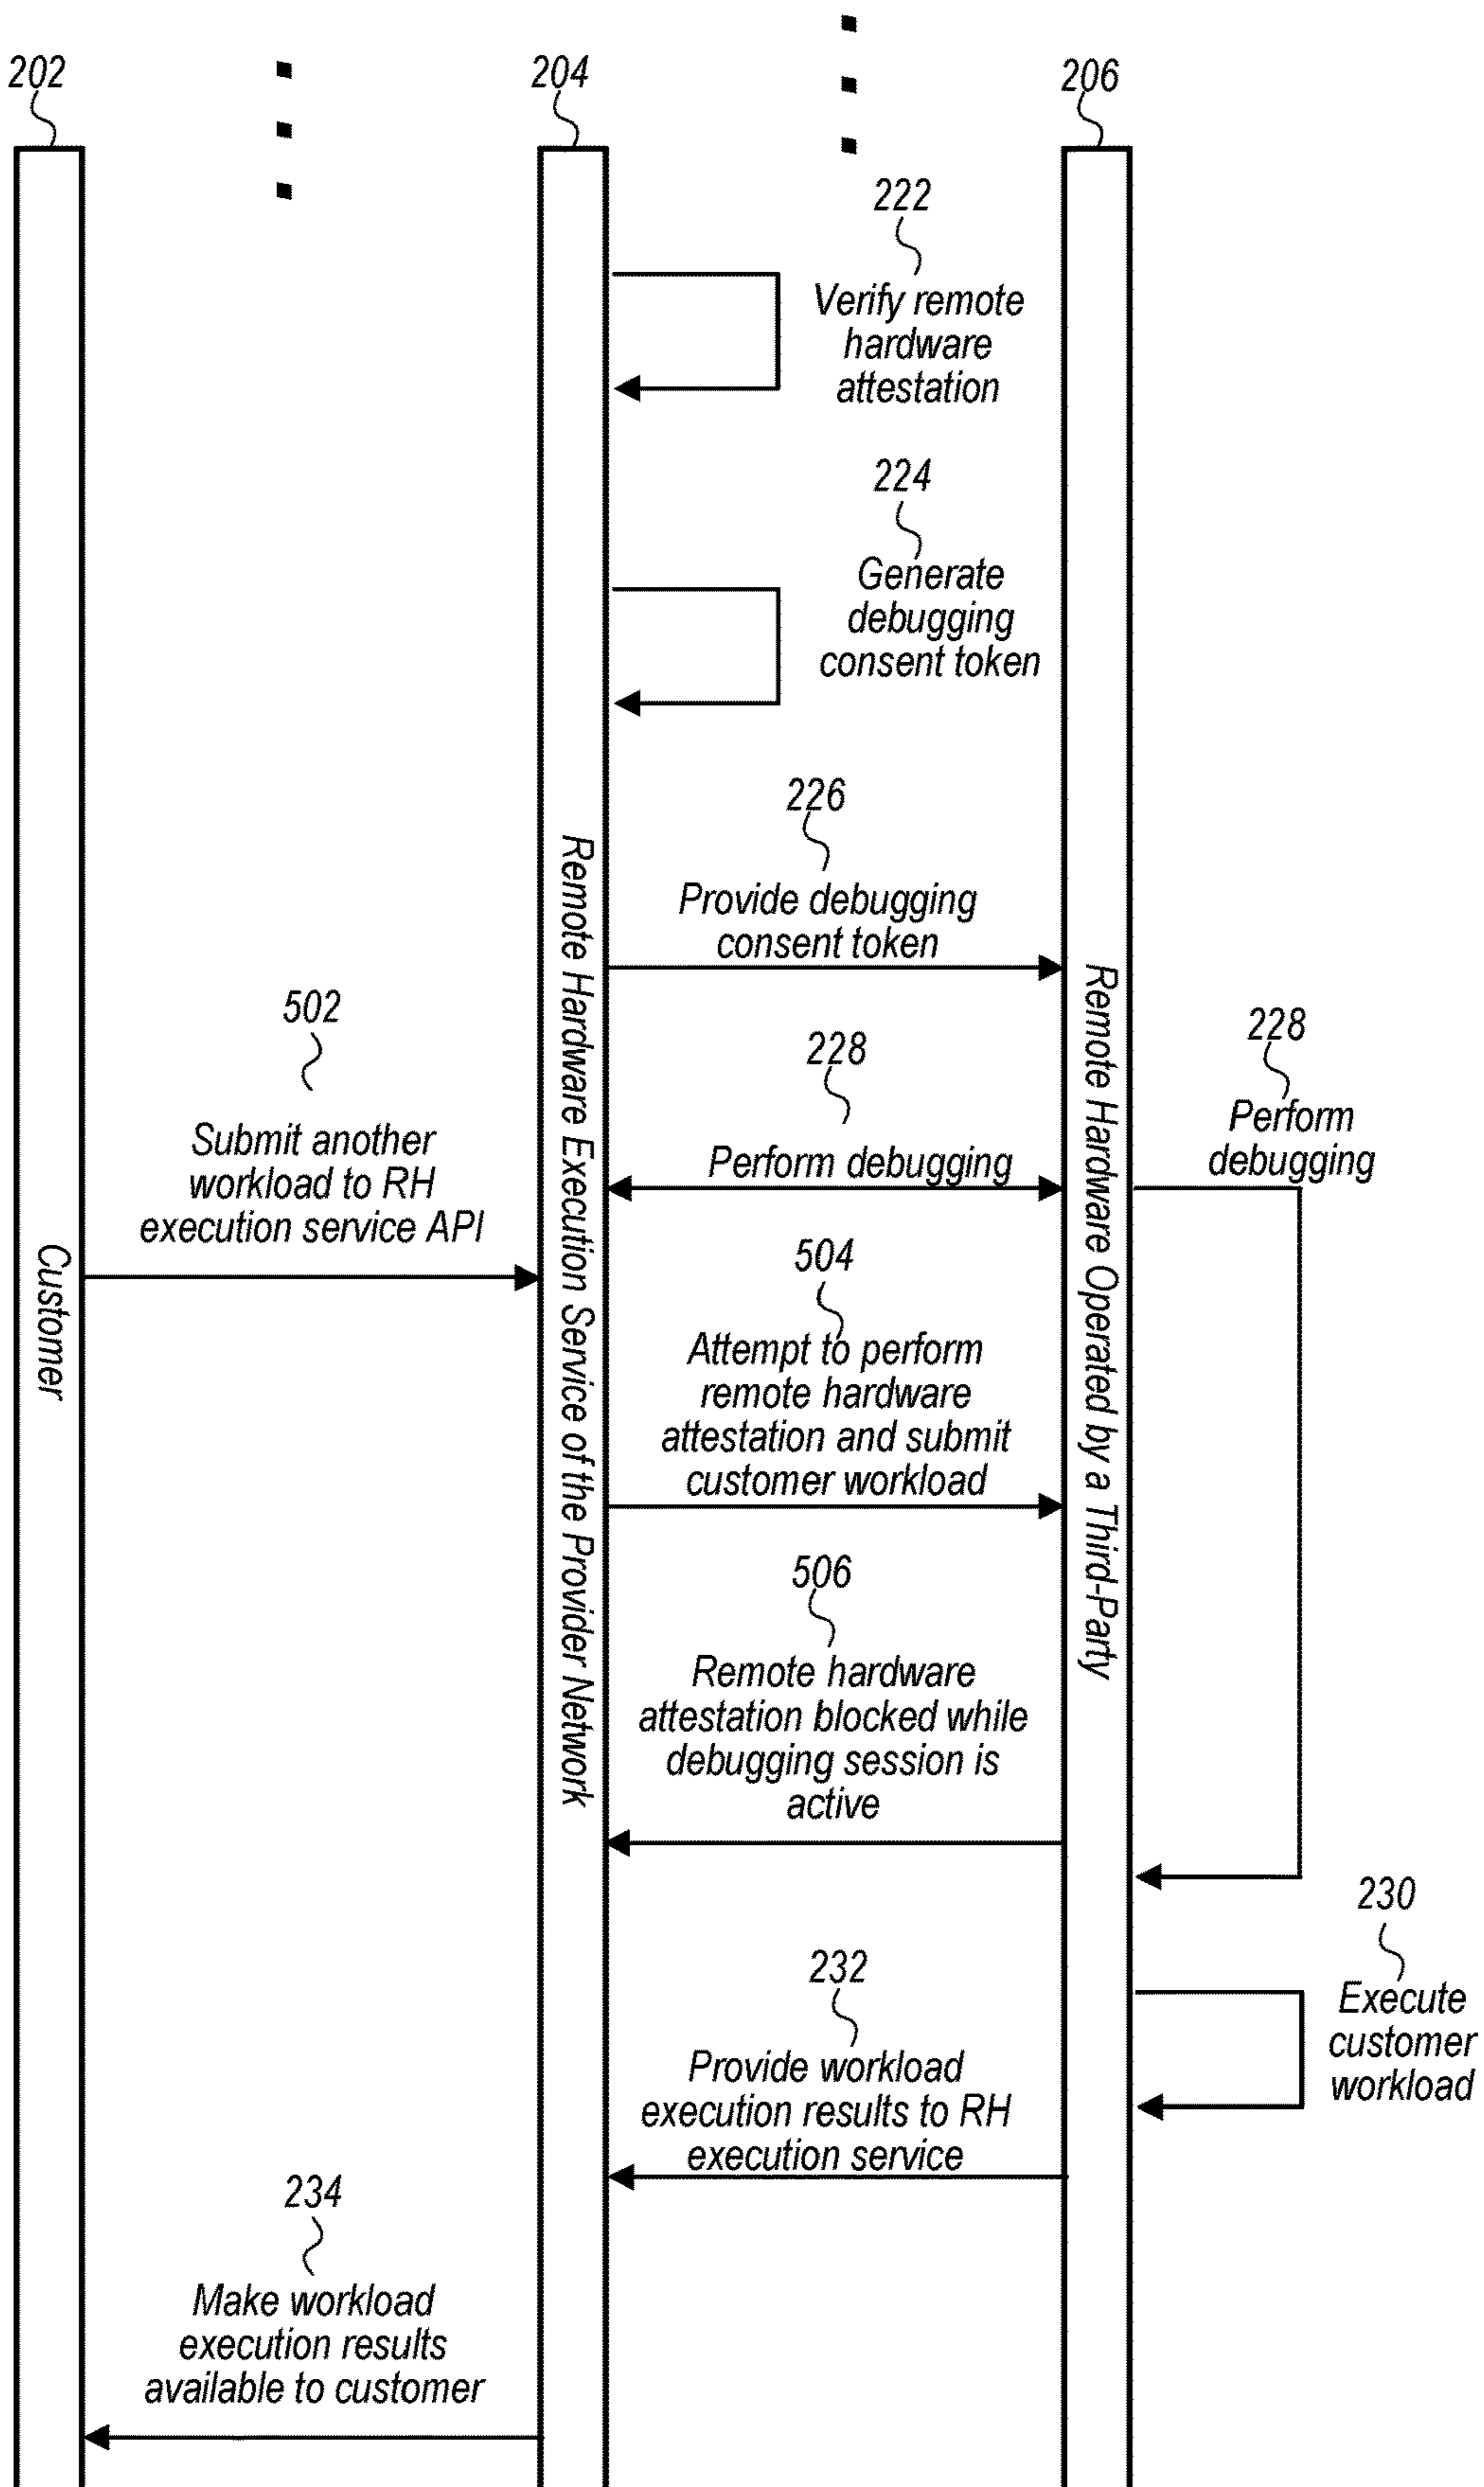 202
204
206
222
Verify remote
hardware
attestation
224
Generate
debugging
consent token
226
Provide debugging
consent token
502
Submit another
workload to RH
execution service API
228
Perform debugging
228
Perform
debugging
504
Attempt to perform
remote hardware
attestation and submit
customer workload
506
Remote hardware
attestation blocked while
debugging session is
active
230
Execute
customer
workload
232
Provide workload
execution results to RH
execution service
234
Make workload
execution results
available to customer
Customer
Remote Hardware Execution Service of the Provider Network
Remote Hardware Operated by a Third-Party